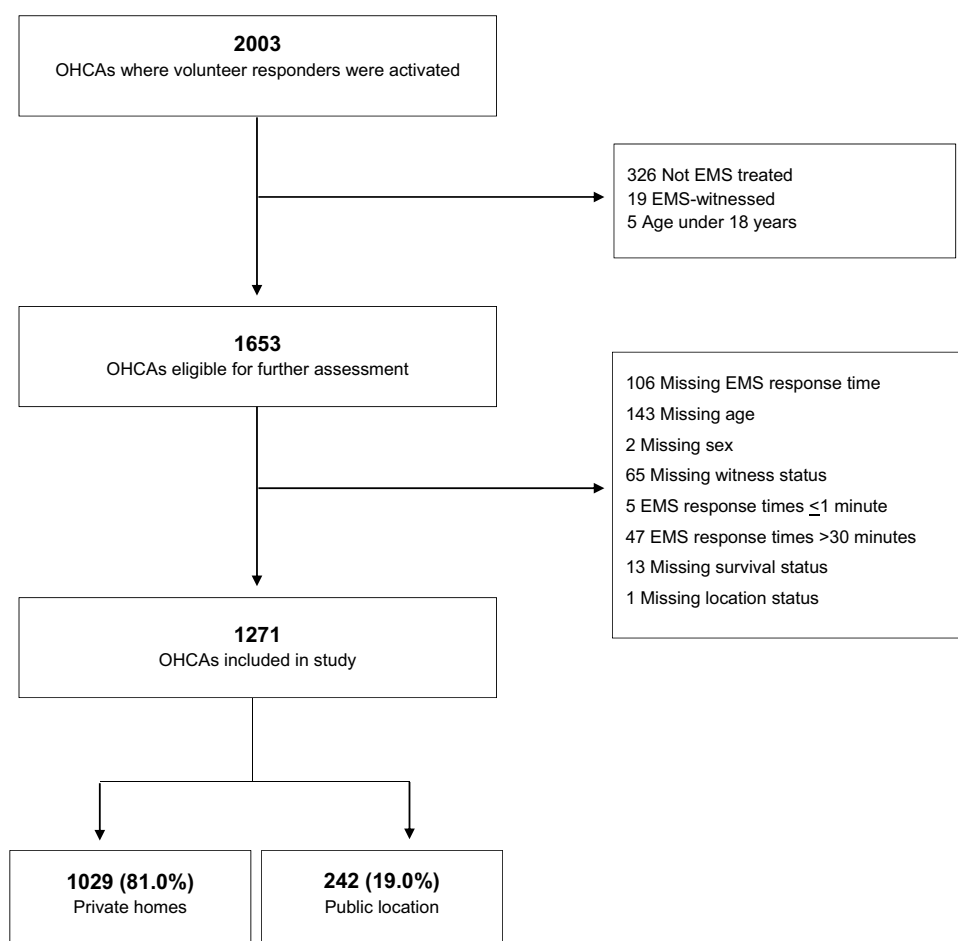 2003
OHCAs where volunteer responders were activated
326 Not EMS treated
19 EMS-witnessed
5 Age under 18 years
1653
OHCAs eligible for further assessment
106 Missing EMS response time
143 Missing age
2 Missing sex
65 Missing witness status
5 EMS response times ≤1 minute
47 EMS response times >30 minutes
13 Missing survival status
1 Missing location status
1271
OHCAs included in study
1029 (81.0%)
Private homes
242 (19.0%)
Public location